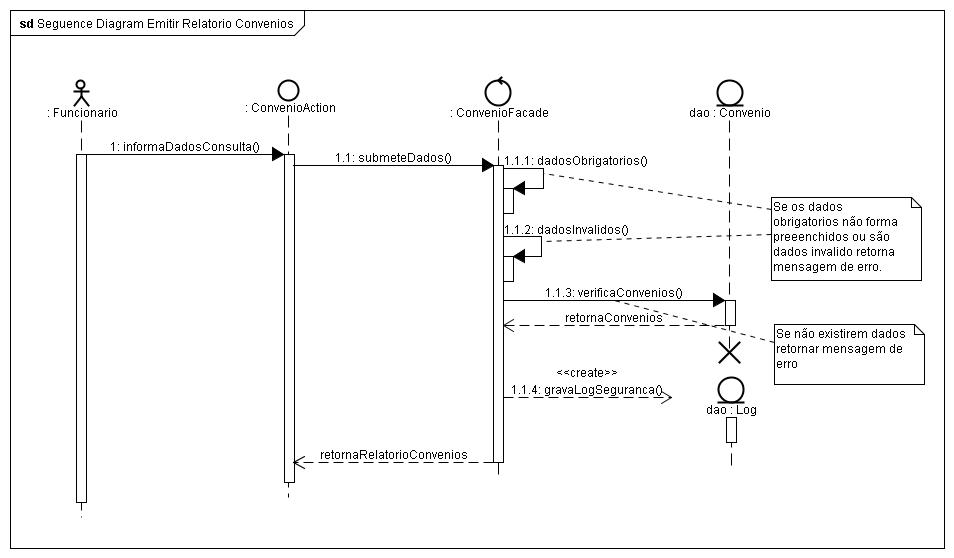 sd Seguence Diagram Emitir Relatorio Convenios
: Funcionario
: ConvenioAction
: ConvenioFacade
dao : Convenio
1: informaDadosConsulta()
1.1: submeteDados()
1.1.1: dadosObrigatorios()
Se os dados
obrigatorios não forma
preeenchidos ou são
dados invalido retorna
mensagem de erro.
1.1.2: dadosInvalidos()
1.1.3: verificaConvenios()
retornaConvenios
Se não existirem dados
retornar mensagem de
erro
<<create>>
1.1.4: gravaLogSeguranca()
dao : Log
retornaRelatorioConvenios